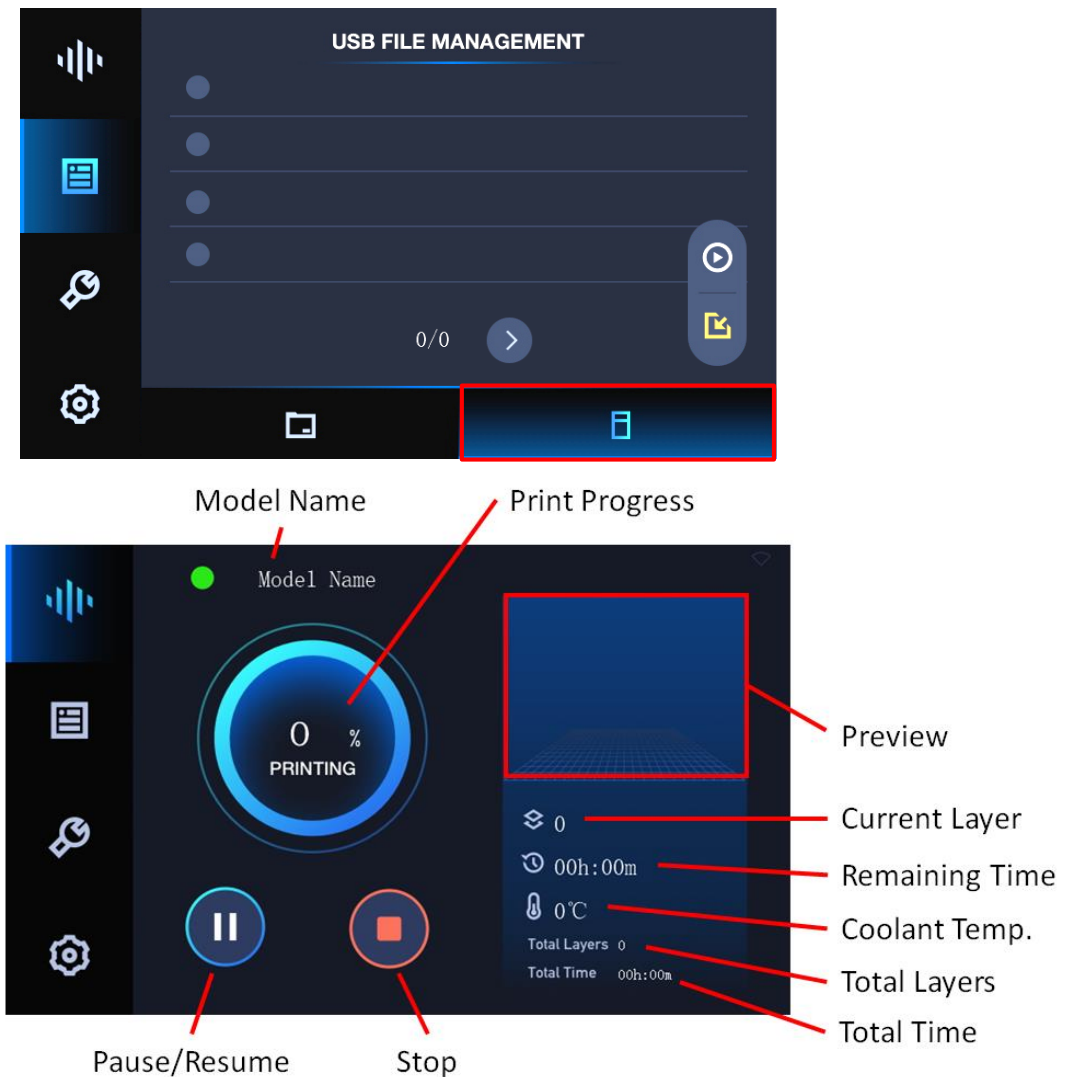 USB FILE MANAGEMENT
0/0
Model Name
Print Progress
Model Name
0 %
PRINTING
Preview
0
Current Layer
00h:00m
Remaining Time
0℃
Coolant Temp.
Total Layers 0
Total Layers
Total Time 00h:00m
Total Time
Pause/Resume
Stop